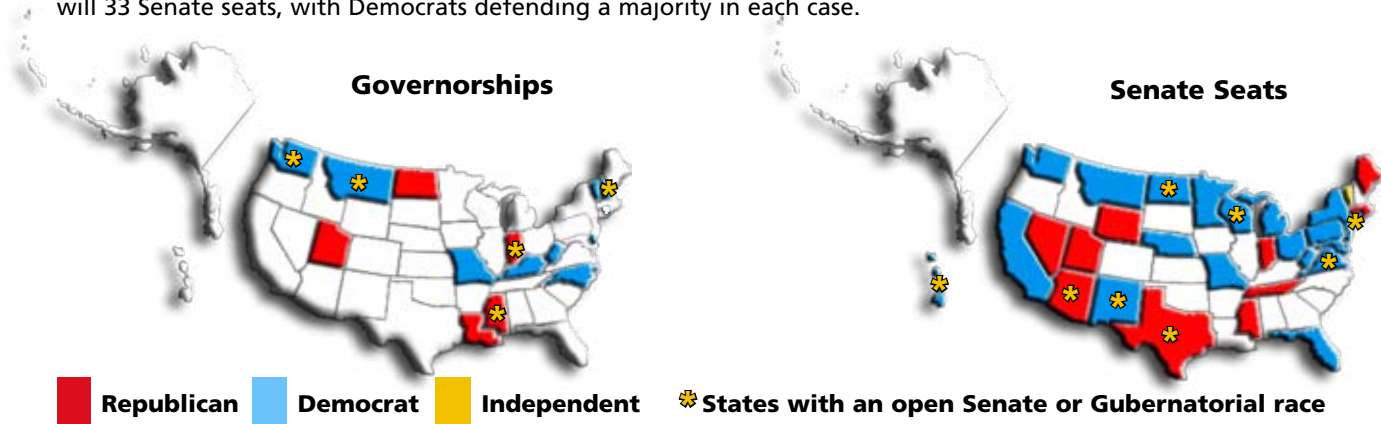 will 33 Senate seats, with Democrats defending a majority in each case.
Governorships
Senate Seats
Republican Democrat Independent * States with an open Senate or Gubernatorial race